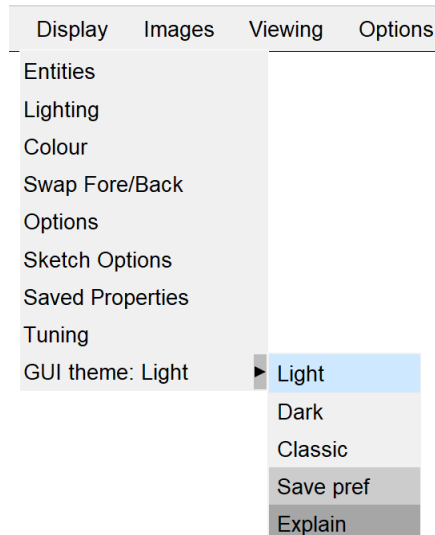 Display Images Viewing Options
Entities
Lighting
Colour
Swap Fore/Back
Options
Sketch Options
Saved Properties
Tuning
GUI theme: Light
Light
Dark
Classic
Save pref
Explain